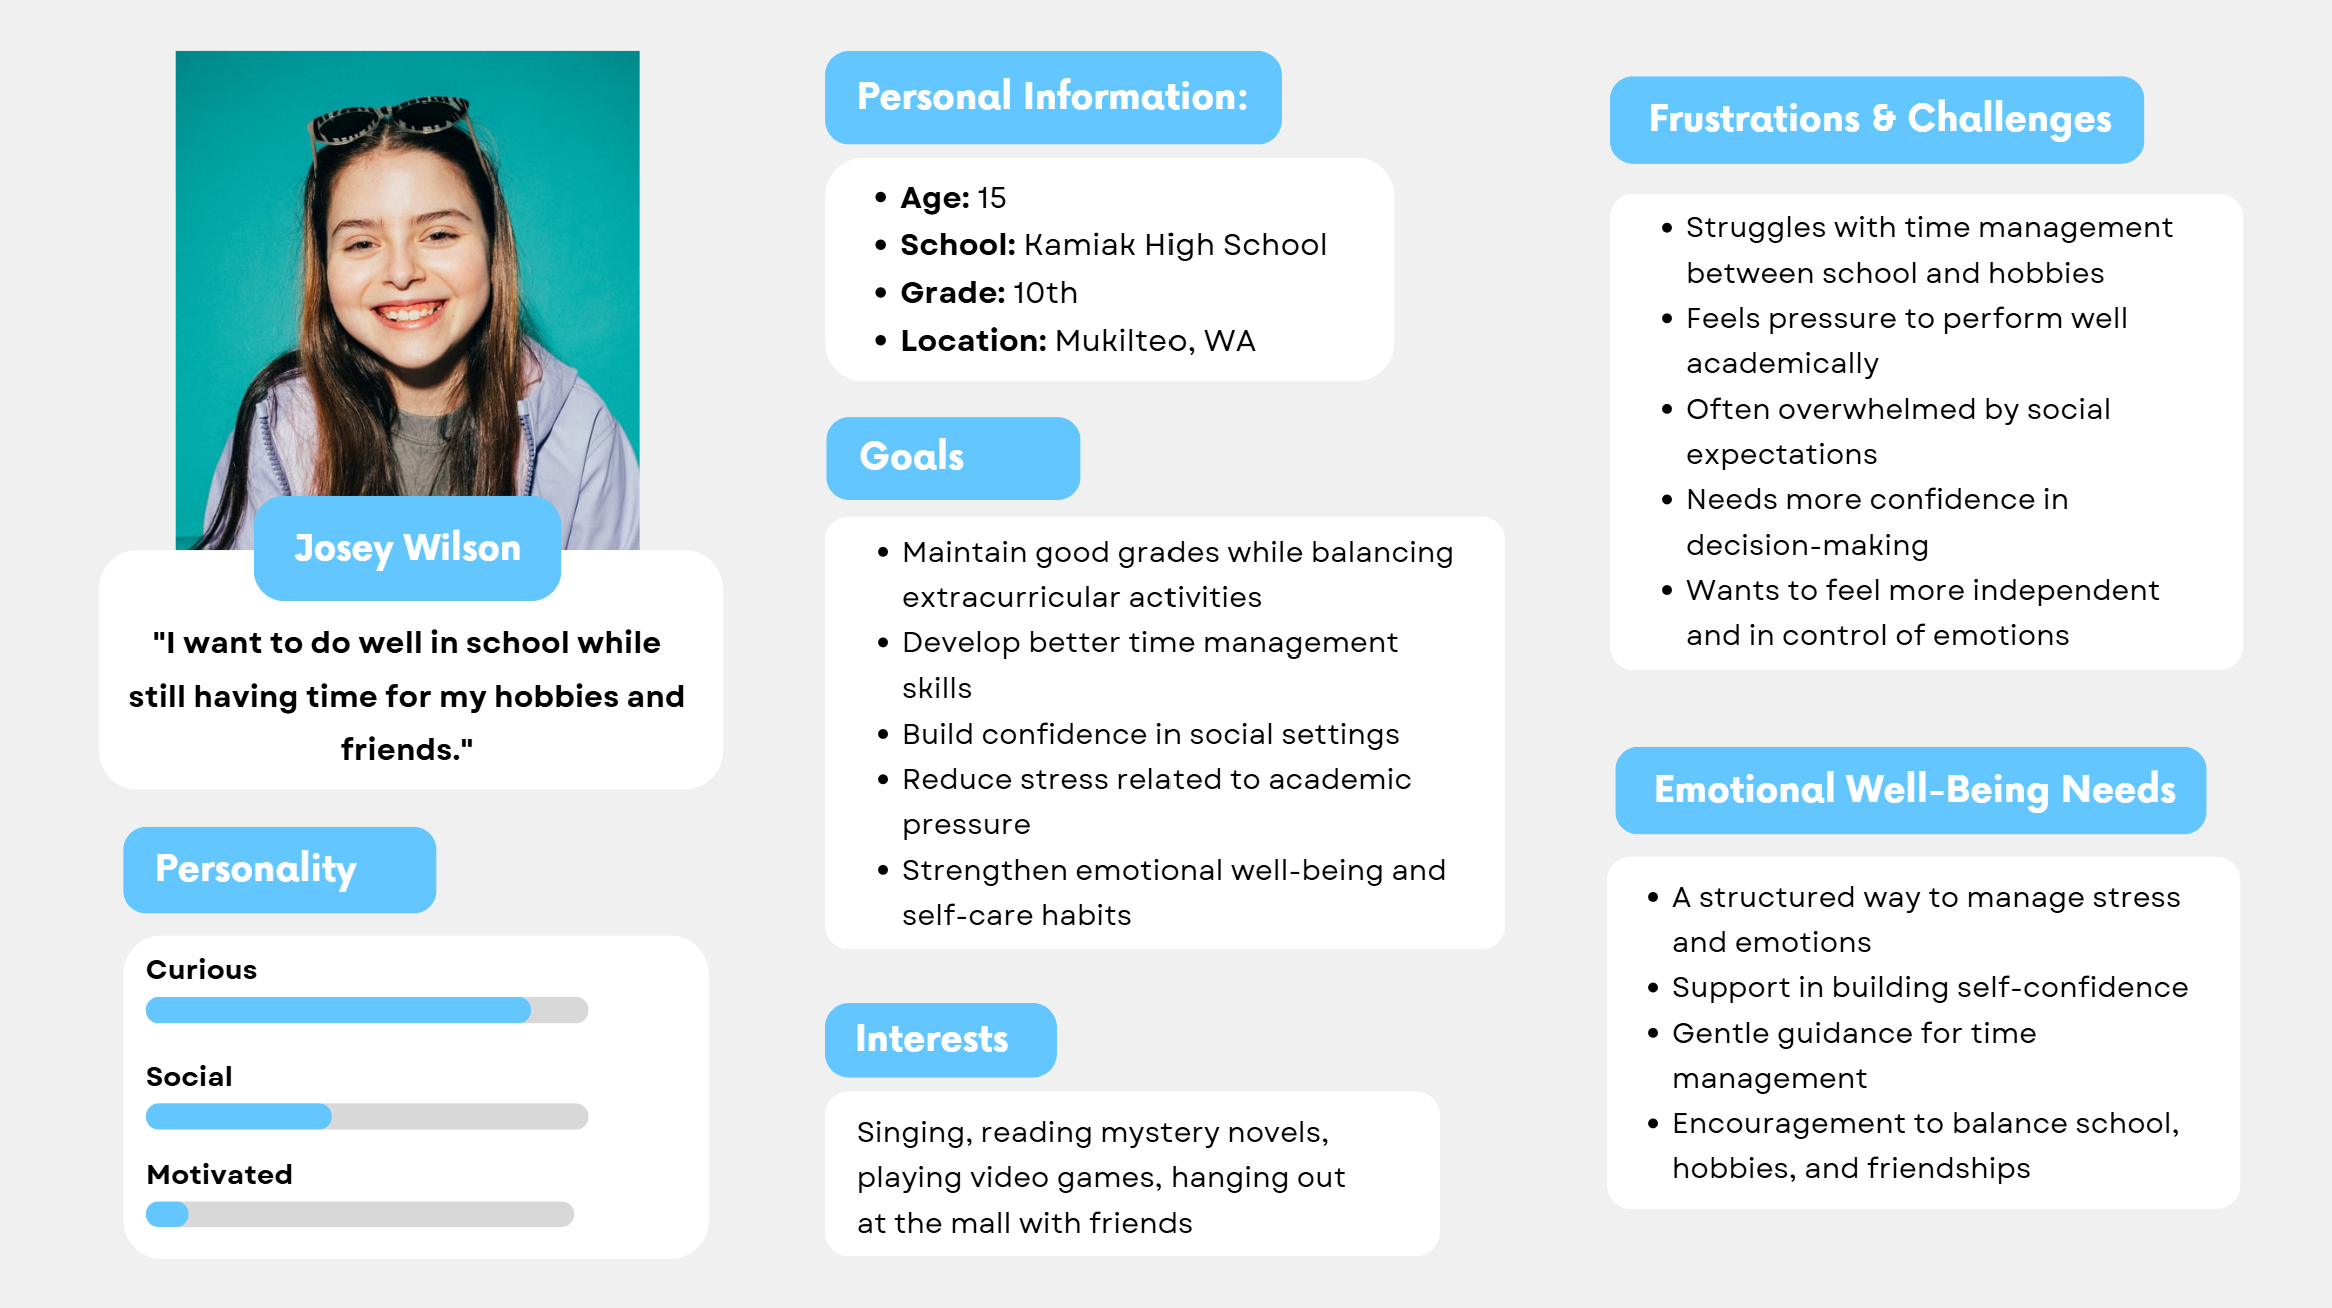 Josey Wilson
"I want to do well in school while
still having time for my hobbies and
friends."
Personality
Curious
Social
Motivated
Personal Information:
• Age: 15
• School: Kamiak High School
• Grade: 10th
• Location: Mukilteo, WA
Goals
• Maintain good grades while balancing
extracurricular activities
• Develop better time management
skills
• Build confidence in social settings
• Reduce stress related to academic
pressure
• Strengthen emotional well-being and
self-care habits
Interests
Singing, reading mystery novels,
playing video games, hanging out
at the mall with friends
Frustrations & Challenges
• Struggles with time management
between school and hobbies
• Feels pressure to perform well
academically
• Often overwhelmed by social
expectations
• Needs more confidence in
decision-making
• Wants to feel more independent
and in control of emotions
Emotional Well-Being Needs
• A structured way to manage stress
and emotions
• Support in building self-confidence
• Gentle guidance for time
management
• Encouragement to balance school,
hobbies, and friendships